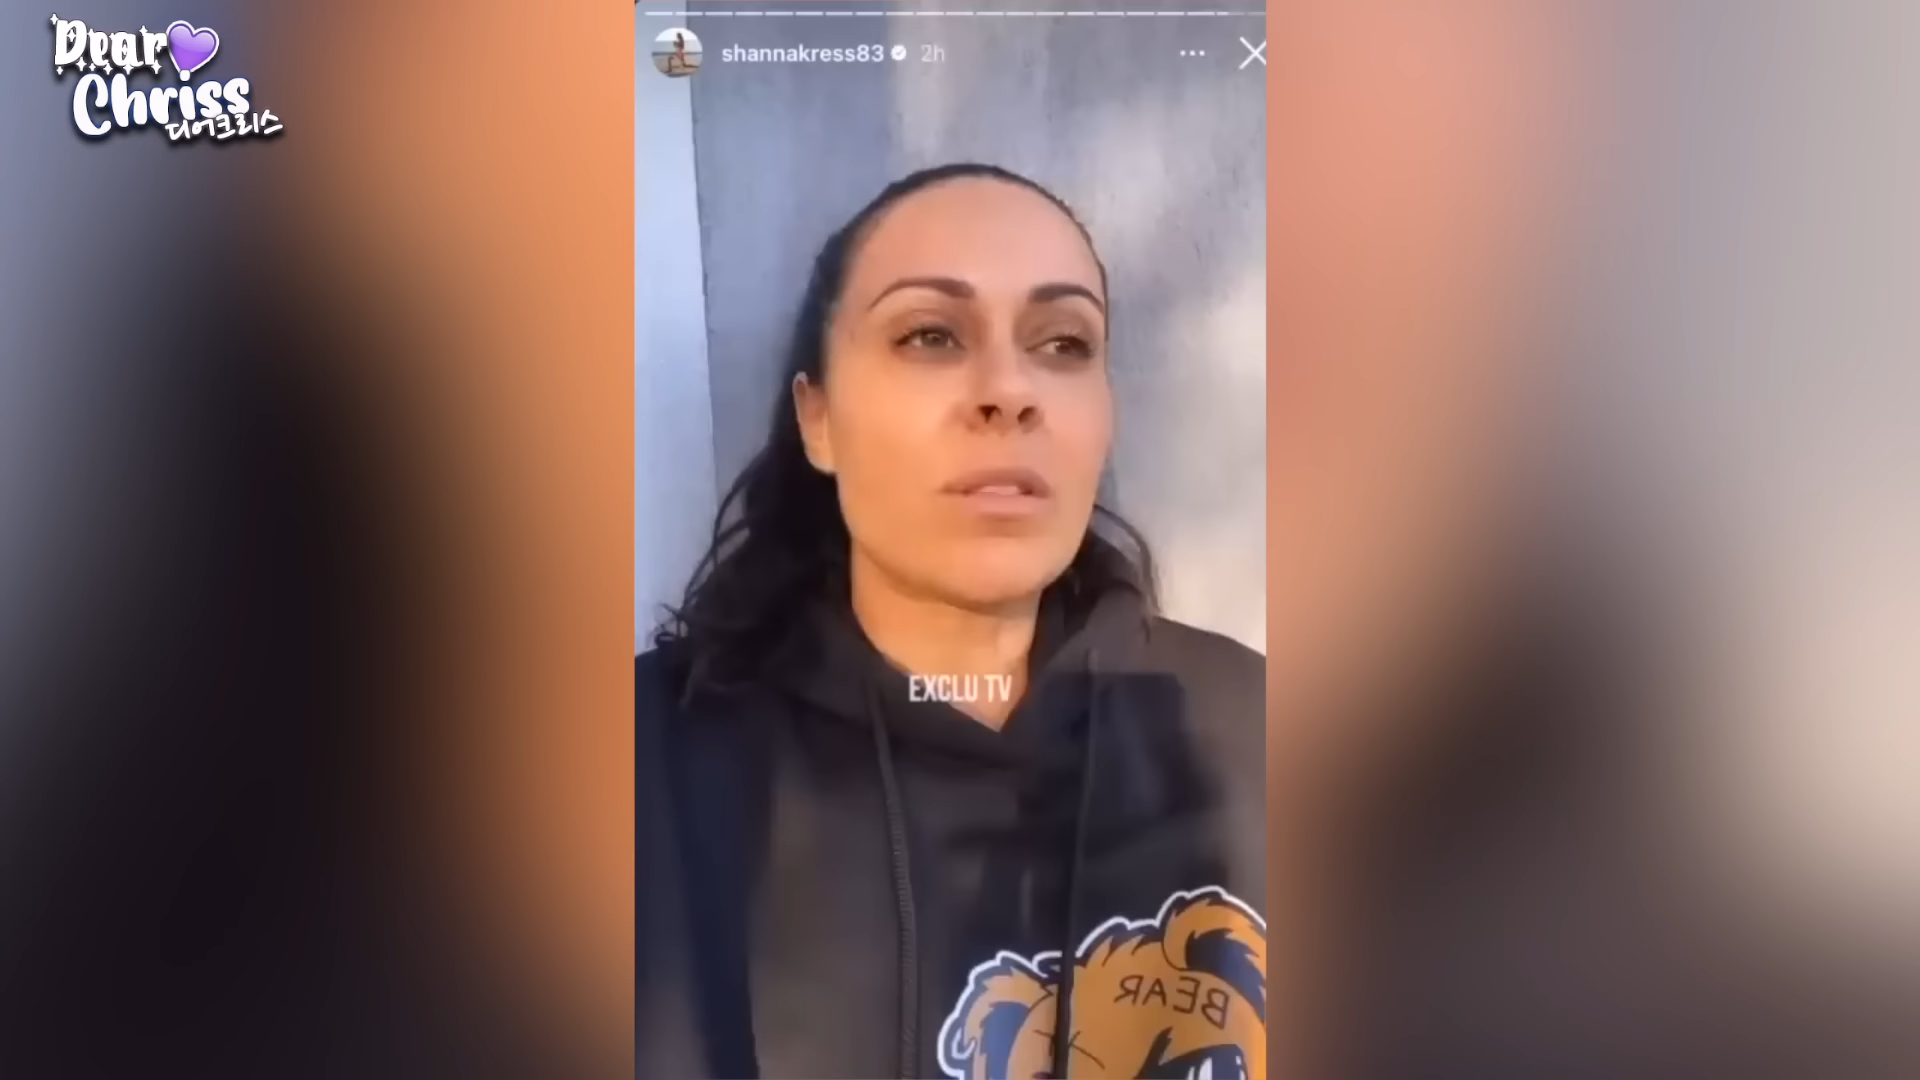 Dear
Chriss
디어크리스
shannakress83 2h
EXCLU TV
BEAR